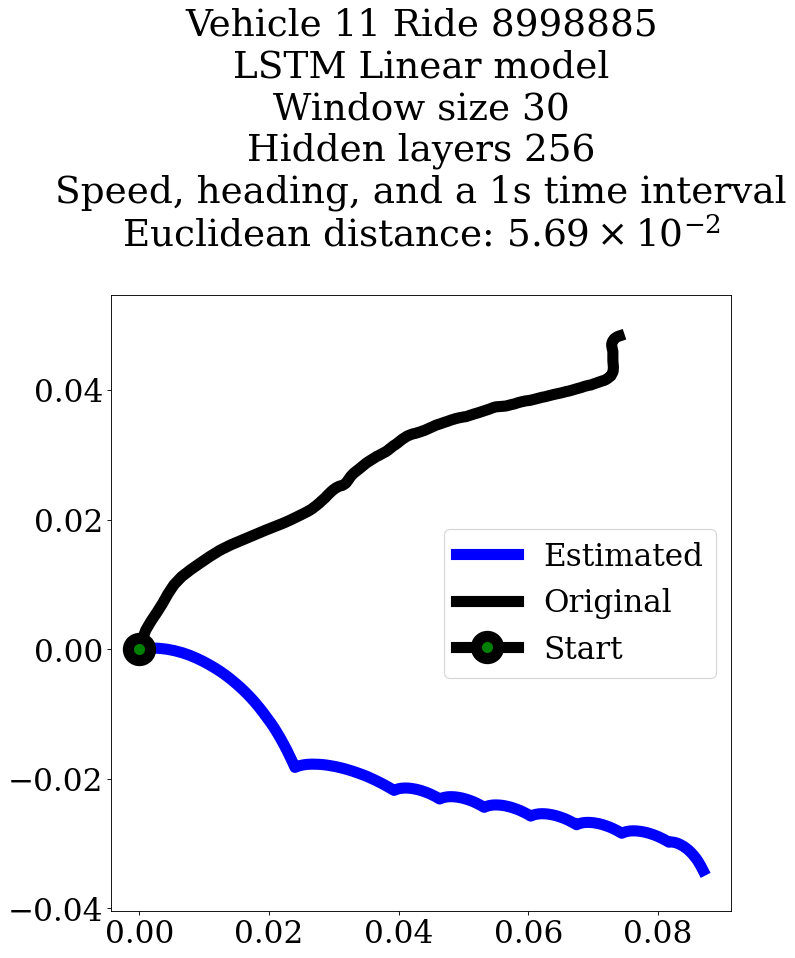 Vehicle 11 Ride 8998885
LSTM Linear model
Window size 30
Hidden layers 256
Speed, heading, and a 1s time interval
Euclidean distance: 5.69 × 10⁻²
0.04
0.02
0.00
−0.02
−0.04
Estimated
Original
Start
0.00 0.02 0.04 0.06 0.08